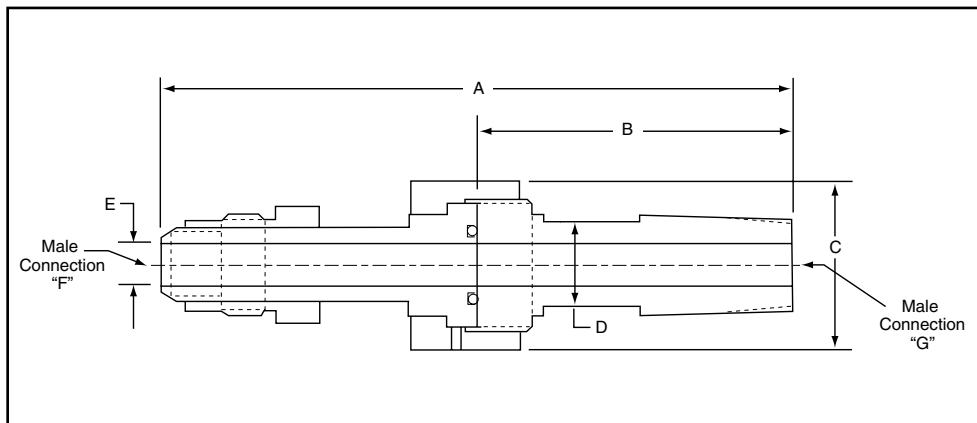 A
B
E
Male
Connection
“F”
C
D
Male
Connection
“G”